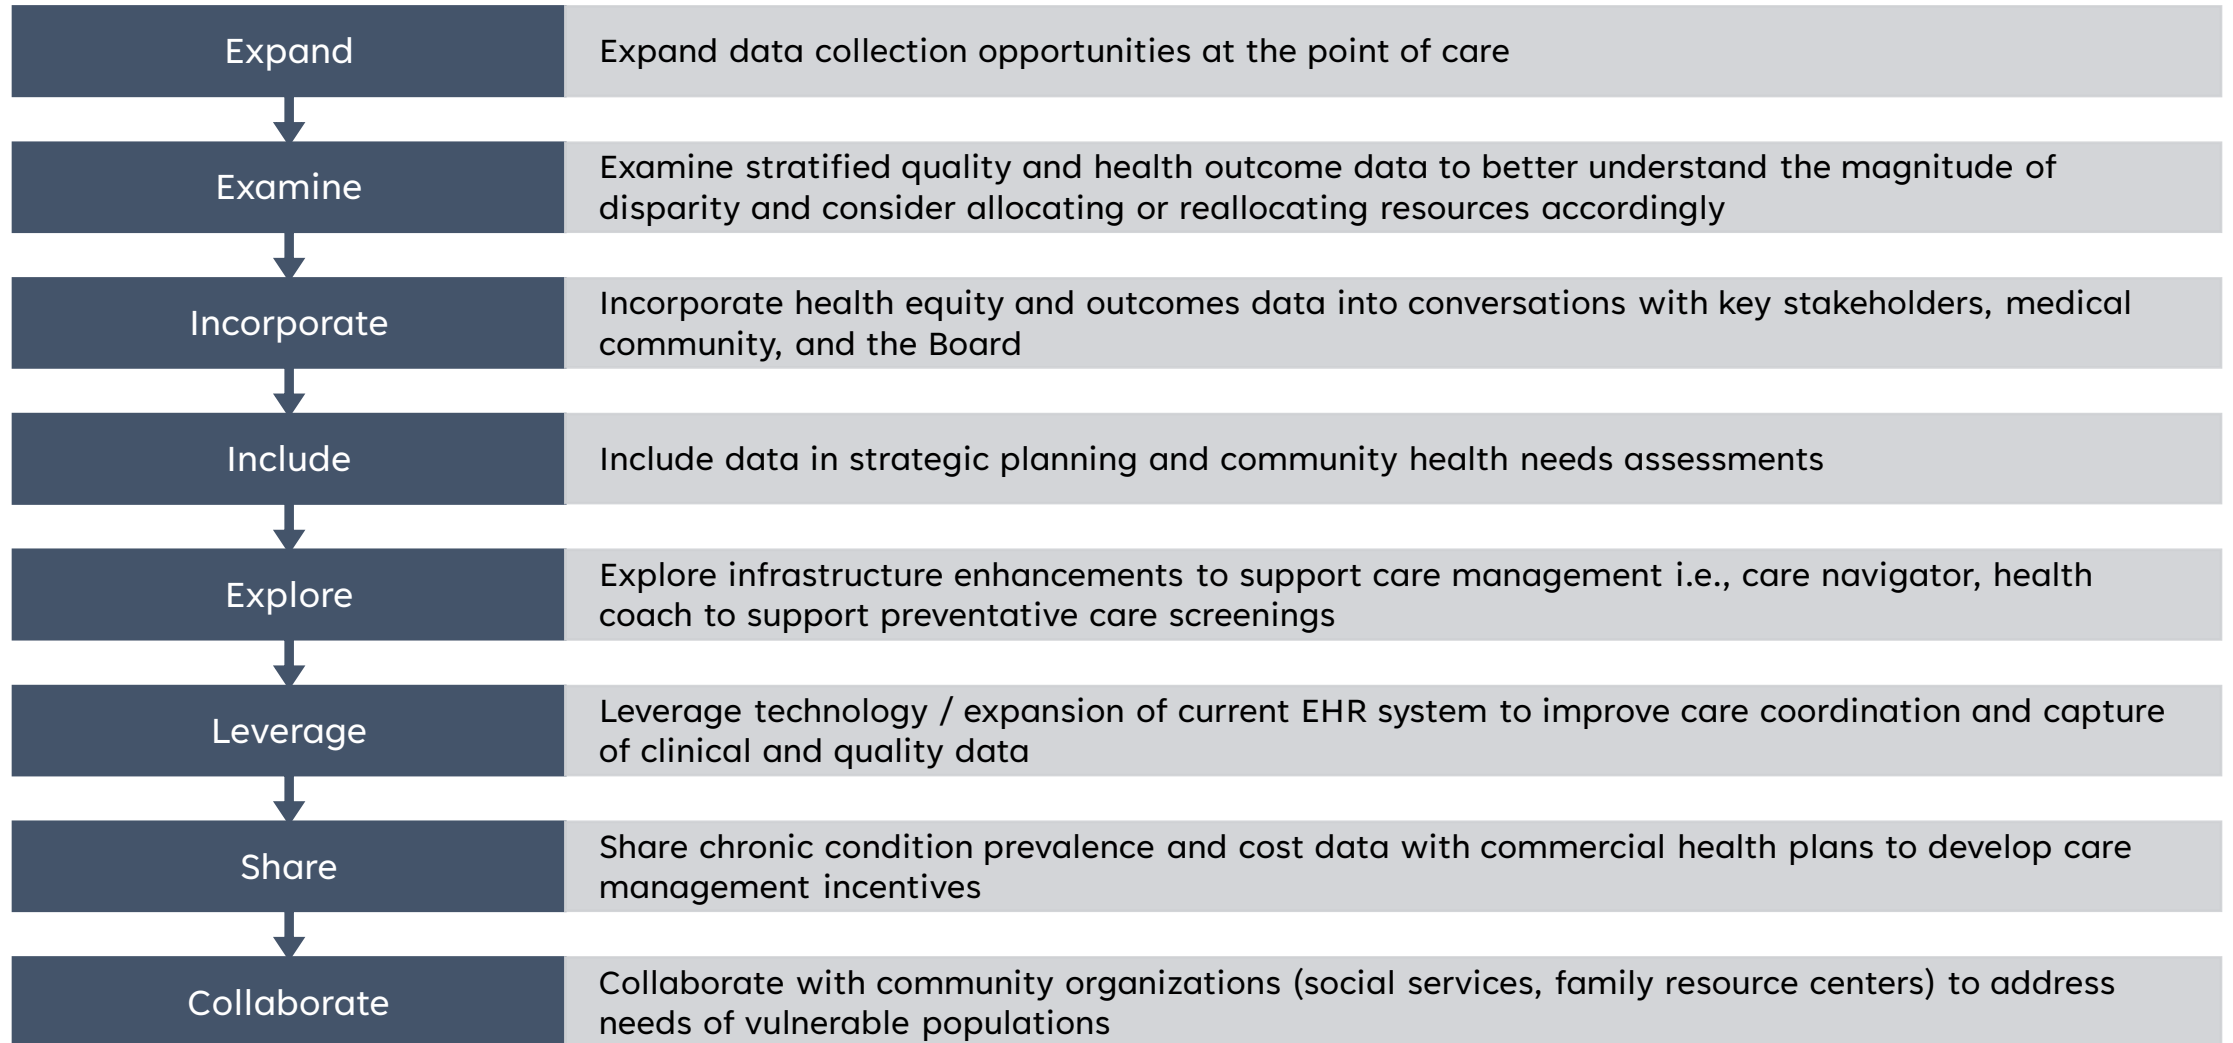 Expand
Expand data collection opportunities at the point of care
Examine
Examine stratified quality and health outcome data to better understand the magnitude of
disparity and consider allocating or reallocating resources accordingly
Incorporate
Incorporate health equity and outcomes data into conversations with key stakeholders, medical
community, and the Board
Include
Include data in strategic planning and community health needs assessments
Explore
Explore infrastructure enhancements to support care management i.e., care navigator, health
coach to support preventative care screenings
Leverage
Leverage technology / expansion of current EHR system to improve care coordination and capture
of clinical and quality data
Share
Share chronic condition prevalence and cost data with commercial health plans to develop care
management incentives
Collaborate
Collaborate with community organizations (social services, family resource centers) to address
needs of vulnerable populations